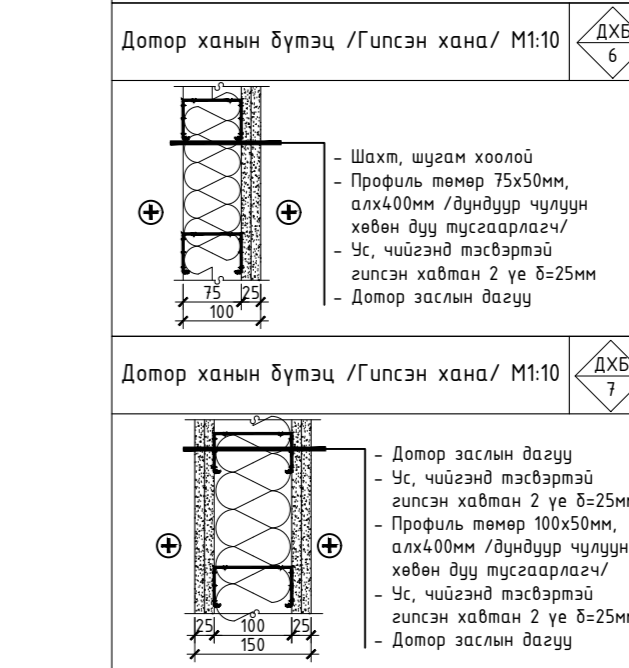 Дотор ханын бүтэц /Гипсэн хана/ М1:10
ДХБ
6
- Шахт, шугам хоолой
- Профиль төмөр 75x50мм,
алх400мм /дундуур чулуун
хөвөн дуу тусгаарлагч/
- Ус, чийгэнд тэсвэртэй
гипсэн хавтан 2 үе δ=25мм
- Дотор заслын дагуу
75 25
100
Дотор ханын бүтэц /Гипсэн хана/ М1:10
ДХБ
7
- Дотор заслын дагуу
- Ус, чийгэнд тэсвэртэй
гипсэн хавтан 2 үе δ=25мм
- Профиль төмөр 100x50мм,
алх400мм /дундуур чулуун
хөвөн дуу тусгаарлагч/
- Ус, чийгэнд тэсвэртэй
гипсэн хавтан 2 үе δ=25мм
- Дотор заслын дагуу
25 100 25
150